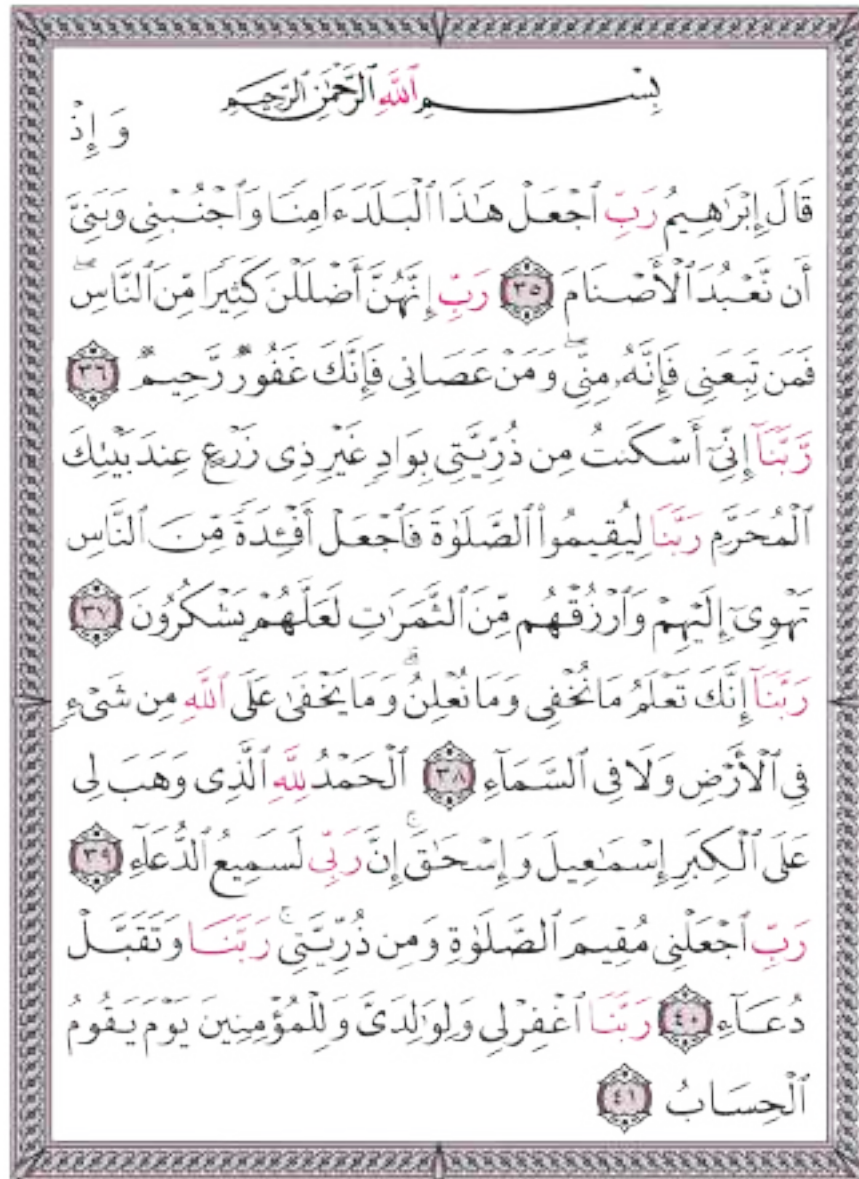 بِسْمِ ٱللَّهِ ٱلرَّحْمَٰنِ ٱلرَّحِيمِ
وَإِذْ
قَالَ إِبْرَٰهِيمُ رَبِّ ٱجْعَلْ هَٰذَا ٱلْبَلَدَ ءَامِنًا وَٱجْنُبْنِى وَبَنِىَّ
أَن نَّعْبُدَ ٱلْأَصْنَامَ ٣٥ رَبِّ إِنَّهُنَّ أَضْلَلْنَ كَثِيرًا مِّنَ ٱلنَّاسِ ۖ
فَمَن تَبِعَنِى فَإِنَّهُۥ مِنِّى ۖ وَمَنْ عَصَانِى فَإِنَّكَ غَفُورٌ رَّحِيمٌ ٣٦
رَّبَّنَآ إِنِّىٓ أَسْكَنتُ مِن ذُرِّيَّتِى بِوَادٍ غَيْرِ ذِى زَرْعٍ عِندَ بَيْتِكَ
ٱلْمُحَرَّمِ رَبَّنَا لِيُقِيمُوا۟ ٱلصَّلَوٰةَ فَٱجْعَلْ أَفْـِٔدَةً مِّنَ ٱلنَّاسِ
تَهْوِىٓ إِلَيْهِمْ وَٱرْزُقْهُم مِّنَ ٱلثَّمَرَٰتِ لَعَلَّهُمْ يَشْكُرُونَ ٣٧
رَبَّنَآ إِنَّكَ تَعْلَمُ مَا نُخْفِى وَمَا نُعْلِنُ ۗ وَمَا يَخْفَىٰ عَلَى ٱللَّهِ مِن شَىْءٍ
فِى ٱلْأَرْضِ وَلَا فِى ٱلسَّمَآءِ ٣٨ ٱلْحَمْدُ لِلَّهِ ٱلَّذِى وَهَبَ لِى
عَلَى ٱلْكِبَرِ إِسْمَٰعِيلَ وَإِسْحَٰقَ ۚ إِنَّ رَبِّى لَسَمِيعُ ٱلدُّعَآءِ ٣٩
رَبِّ ٱجْعَلْنِى مُقِيمَ ٱلصَّلَوٰةِ وَمِن ذُرِّيَّتِى ۚ رَبَّنَا وَتَقَبَّلْ
دُعَآءِ ٤٠ رَبَّنَا ٱغْفِرْ لِى وَلِوَٰلِدَىَّ وَلِلْمُؤْمِنِينَ يَوْمَ يَقُومُ
ٱلْحِسَابُ ٤١